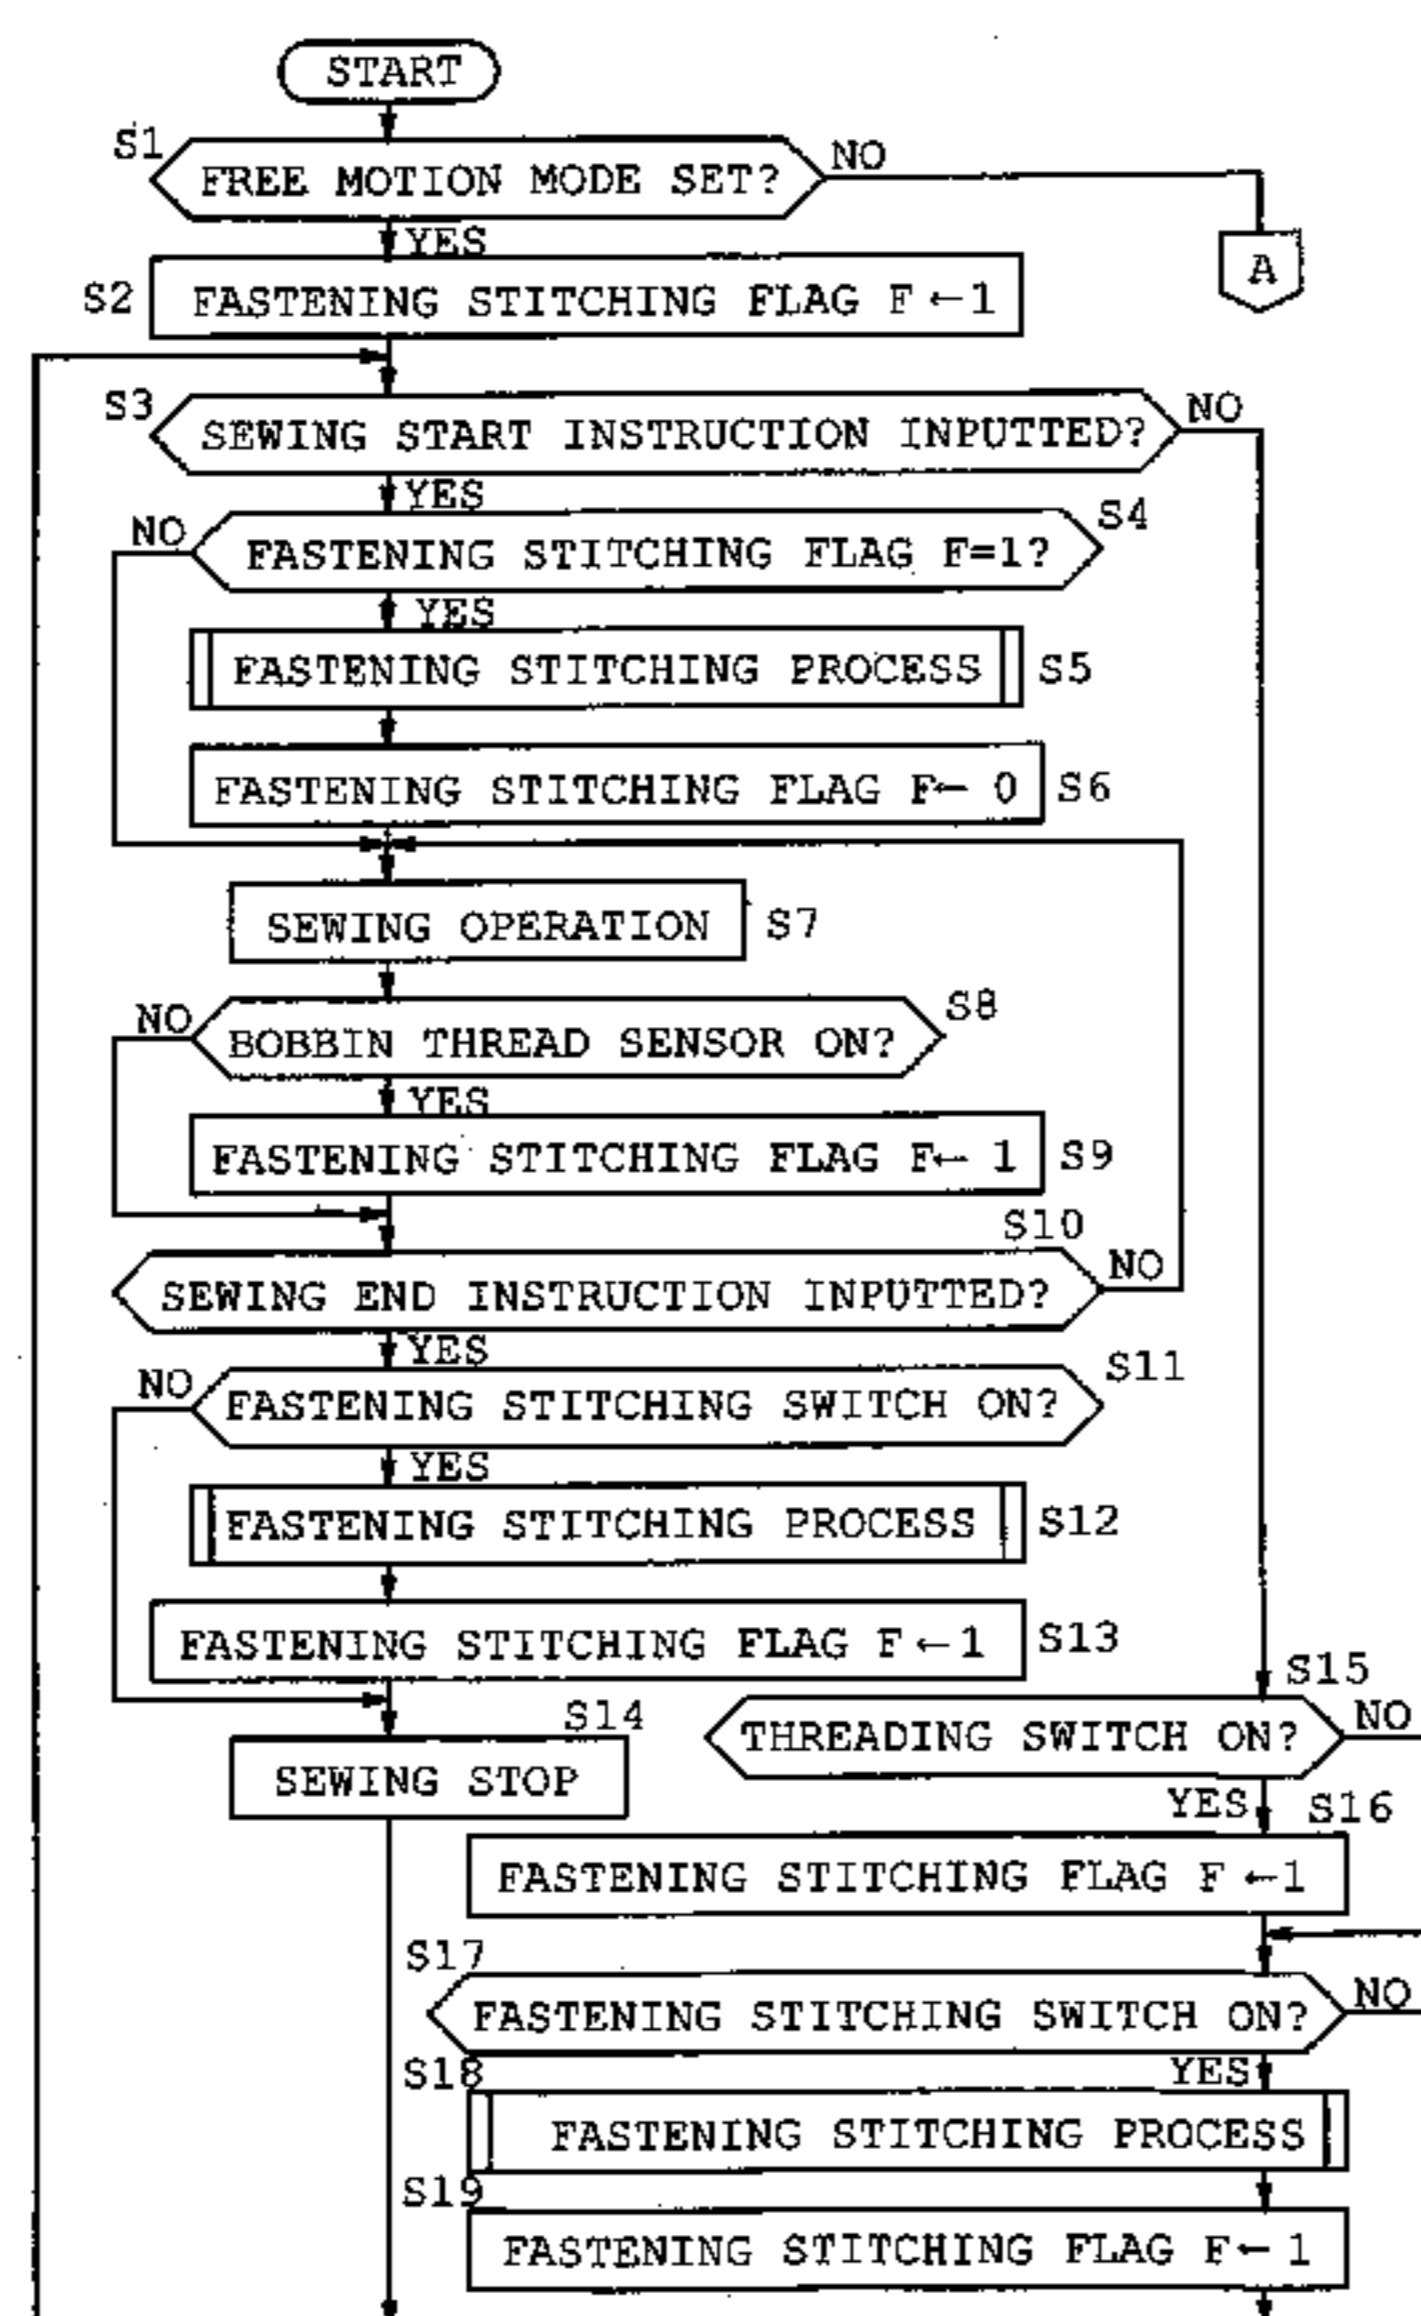 START
S1
FREE MOTION MODE SET?
NO
YES
A
S2
FASTENING STITCHING FLAG F←1
S3
SEWING START INSTRUCTION INPUTTED?
NO
YES
S4
NO
FASTENING STITCHING FLAG F=1?
YES
FASTENING STITCHING PROCESS
S5
FASTENING STITCHING FLAG F← 0
S6
SEWING OPERATION
S7
S8
NO
BOBBIN THREAD SENSOR ON?
YES
FASTENING STITCHING FLAG F← 1
S9
S10
SEWING END INSTRUCTION INPUTTED?
NO
YES
S11
NO
FASTENING STITCHING SWITCH ON?
YES
FASTENING STITCHING PROCESS
S12
FASTENING STITCHING FLAG F←1
S13
S14
SEWING STOP
S15
THREADING SWITCH ON?
NO
YES
S16
FASTENING STITCHING FLAG F ←1
S17
FASTENING STITCHING SWITCH ON?
NO
YES
S18
FASTENING STITCHING PROCESS
S19
FASTENING STITCHING FLAG F← 1